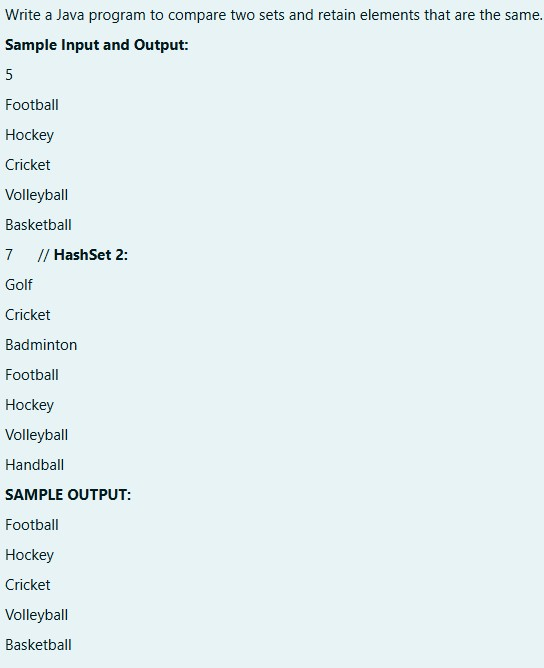 Write a Java program to compare two sets and retain elements that are the same.
Sample Input and Output:
5
Football
Hockey
Cricket
Volleyball
Basketball
7 // HashSet 2:
Golf
Cricket
Badminton
Football
Hockey
Volleyball
Handball
SAMPLE OUTPUT:
Football
Hockey
Cricket
Volleyball
Basketball